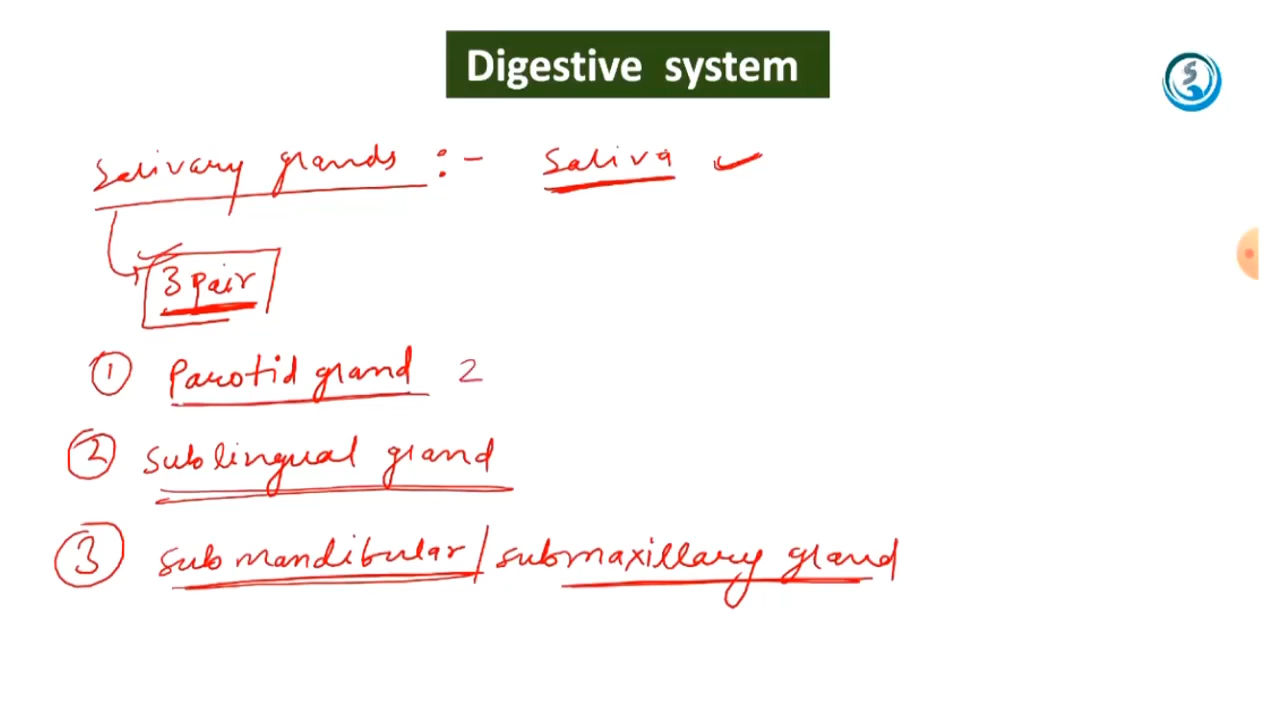 Digestive system
S
Salivary glands :- Saliva
3 pair
1 Parotid gland 2
2 Sublingual gland
3 Submandibular / submaxillary gland